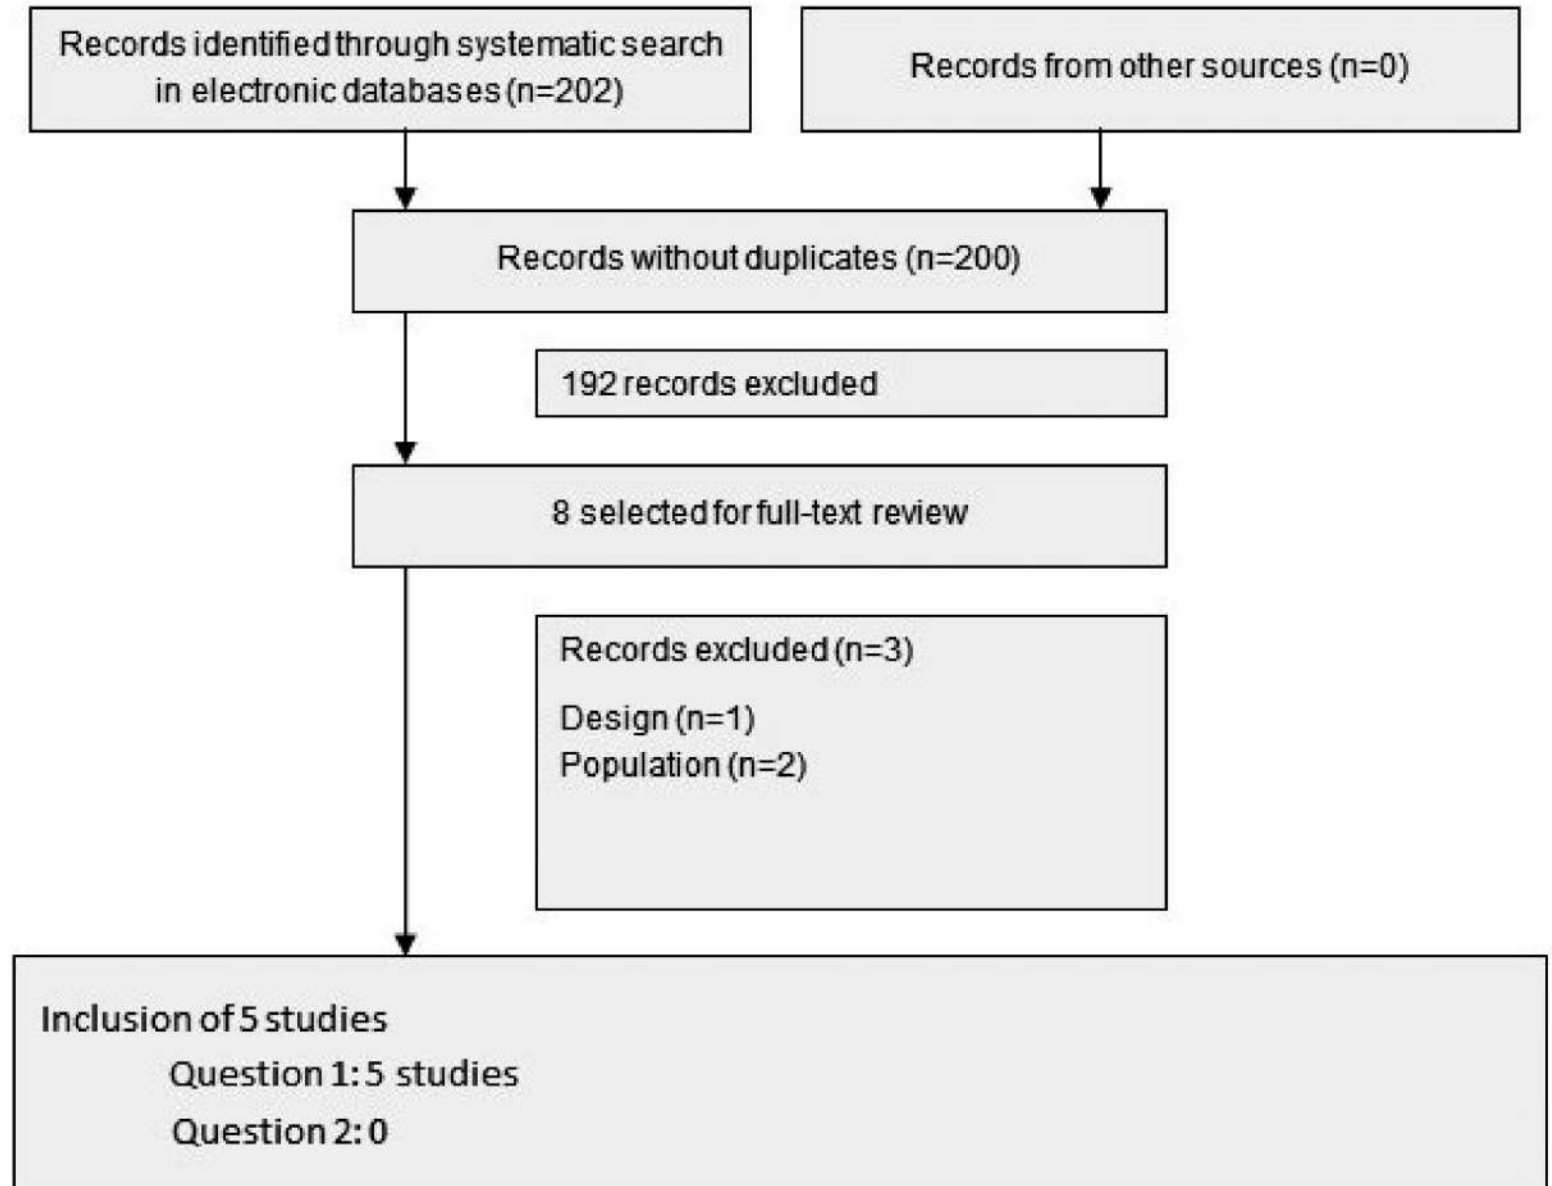 Records identified through systematic search
in electronic databases (n=202)
Records from other sources (n=0)
Records without duplicates (n=200)
192 records excluded
8 selected for full-text review
Records excluded (n=3)
Design (n=1)
Population (n=2)
Inclusion of 5 studies
Question 1: 5 studies
Question 2: 0